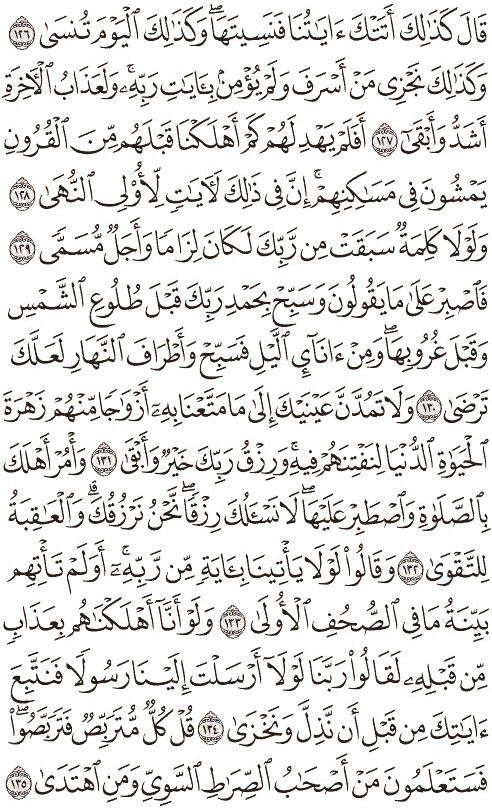 قَالَ كَذَٰلِكَ أَتَتۡكَ ءَايَٰتُنَا فَنَسِيتَهَاۖ وَكَذَٰلِكَ ٱلۡيَوۡمَ تُنسَىٰ ١٢٦
وَكَذَٰلِكَ نَجۡزِي مَنۡ أَسۡرَفَ وَلَمۡ يُؤۡمِنۢ بِـَٔايَٰتِ رَبِّهِۦۚ وَلَعَذَابُ ٱلۡأٓخِرَةِ
أَشَدُّ وَأَبۡقَىٰٓ ١٢٧ أَفَلَمۡ يَهۡدِ لَهُمۡ كَمۡ أَهۡلَكۡنَا قَبۡلَهُم مِّنَ ٱلۡقُرُونِ
يَمۡشُونَ فِي مَسَٰكِنِهِمۡۚ إِنَّ فِي ذَٰلِكَ لَأٓيَٰتٖ لِّأُوْلِي ٱلنُّهَىٰ ١٢٨
وَلَوۡلَا كَلِمَةٞ سَبَقَتۡ مِن رَّبِّكَ لَكَانَ لِزَامٗا وَأَجَلٞ مُّسَمّٗى ١٢٩
فَٱصۡبِرۡ عَلَىٰ مَا يَقُولُونَ وَسَبِّحۡ بِحَمۡدِ رَبِّكَ قَبۡلَ طُلُوعِ ٱلشَّمۡسِ
وَقَبۡلَ غُرُوبِهَاۖ وَمِنۡ ءَانَآيِٕ ٱلَّيۡلِ فَسَبِّحۡ وَأَطۡرَافَ ٱلنَّهَارِ لَعَلَّكَ
تَرۡضَىٰ ١٣٠ وَلَا تَمُدَّنَّ عَيۡنَيۡكَ إِلَىٰ مَا مَتَّعۡنَا بِهِۦٓ أَزۡوَٰجٗا مِّنۡهُمۡ زَهۡرَةَ
ٱلۡحَيَوٰةِ ٱلدُّنۡيَا لِنَفۡتِنَهُمۡ فِيهِۚ وَرِزۡقُ رَبِّكَ خَيۡرٞ وَأَبۡقَىٰ ١٣١ وَأۡمُرۡ أَهۡلَكَ
بِٱلصَّلَوٰةِ وَٱصۡطَبِرۡ عَلَيۡهَاۖ لَا نَسۡـَٔلُكَ رِزۡقٗاۖ نَّحۡنُ نَرۡزُقُكَۗ وَٱلۡعَٰقِبَةُ
لِلتَّقۡوَىٰ ١٣٢ وَقَالُواْ لَوۡلَا يَأۡتِينَا بِـَٔايَةٖ مِّن رَّبِّهِۦٓۚ أَوَلَمۡ تَأۡتِهِم
بَيِّنَةُ مَا فِي ٱلصُّحُفِ ٱلۡأُولَىٰ ١٣٣ وَلَوۡ أَنَّآ أَهۡلَكۡنَٰهُم بِعَذَابٖ
مِّن قَبۡلِهِۦ لَقَالُواْ رَبَّنَا لَوۡلَآ أَرۡسَلۡتَ إِلَيۡنَا رَسُولٗا فَنَتَّبِعَ
ءَايَٰتِكَ مِن قَبۡلِ أَن نَّذِلَّ وَنَخۡزَىٰ ١٣٤ قُلۡ كُلّٞ مُّتَرَبِّصٞ فَتَرَبَّصُواْۖ
فَسَتَعۡلَمُونَ مَنۡ أَصۡحَٰبُ ٱلصِّرَٰطِ ٱلسَّوِيِّ وَمَنِ ٱهۡتَدَىٰ ١٣٥